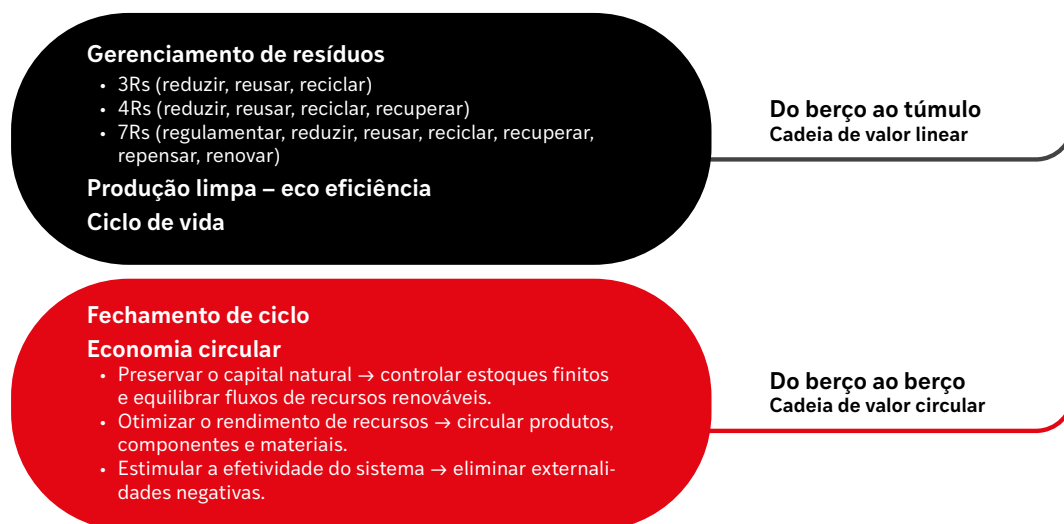 Gerenciamento de resíduos
• 3Rs (reduzir, reusar, reciclar)
• 4Rs (reduzir, reusar, reciclar, recuperar)
• 7Rs (regulamentar, reduzir, reusar, reciclar, recuperar,
repensar, renovar)
Produção limpa – eco eficiência
Ciclo de vida
Do berço ao túmulo
Cadeia de valor linear
Fechamento de ciclo
Economia circular
• Preservar o capital natural → controlar estoques finitos
e equilibrar fluxos de recursos renováveis.
• Otimizar o rendimento de recursos → circular produtos,
componentes e materiais.
• Estimular a efetividade do sistema → eliminar externali-
dades negativas.
Do berço ao berço
Cadeia de valor circular